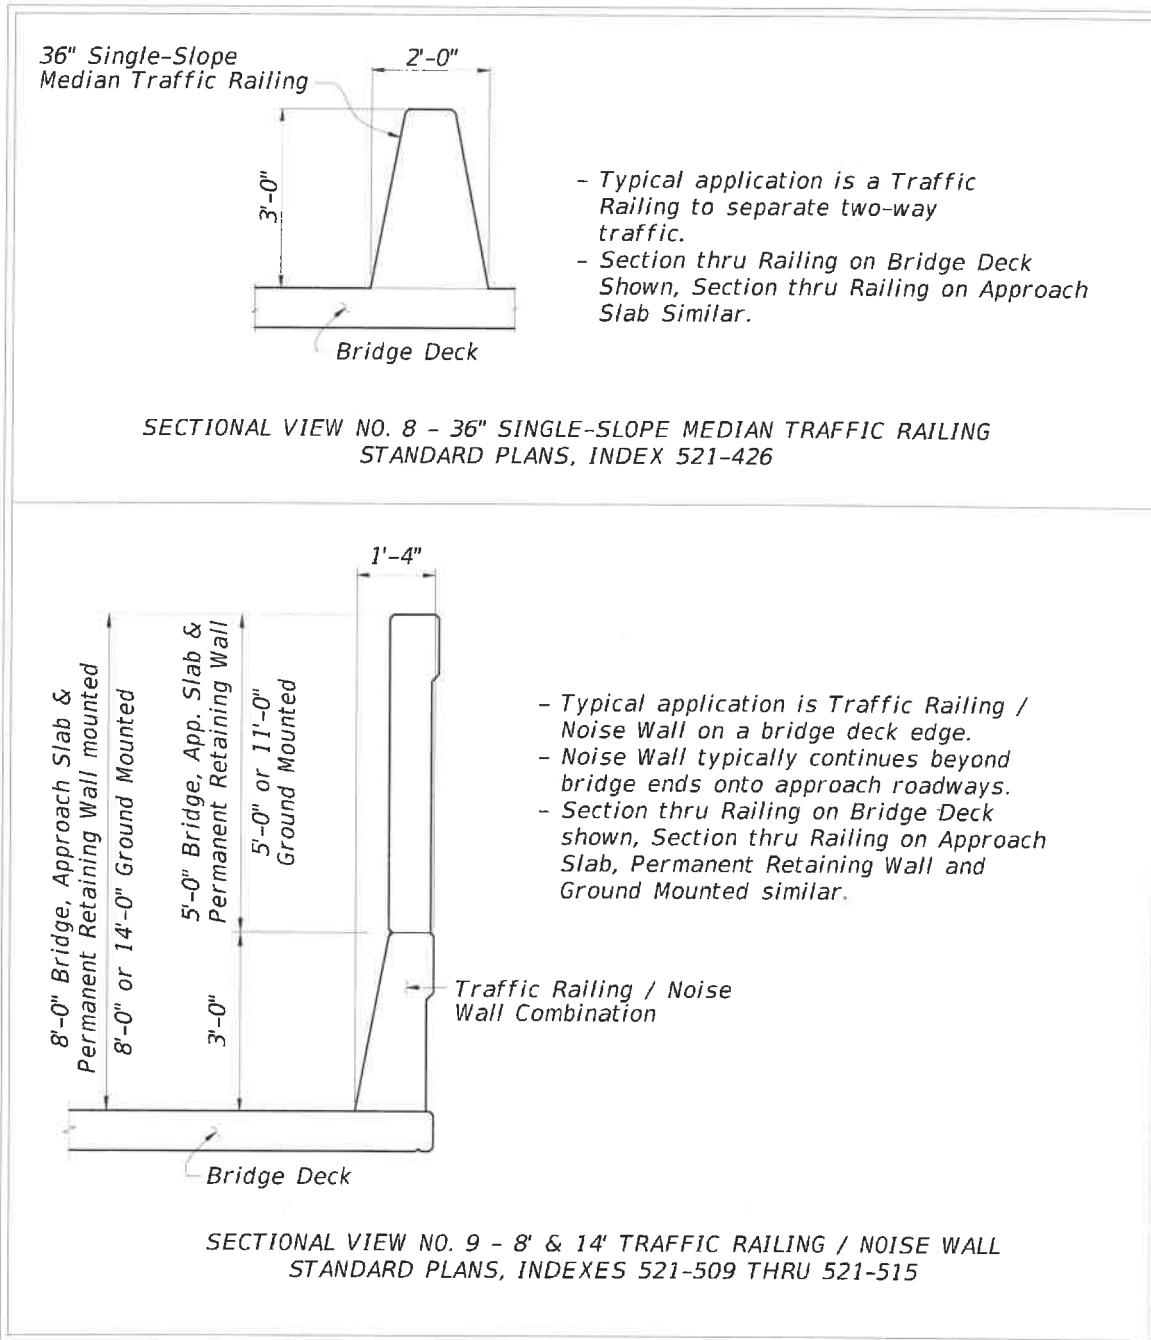 36" Single-Slope
Median Traffic Railing
2'-0"
3'-0"
- Typical application is a Traffic
Railing to separate two-way
traffic.
- Section thru Railing on Bridge Deck
Shown, Section thru Railing on Approach
Slab Similar.
Bridge Deck
SECTIONAL VIEW NO. 8 - 36" SINGLE-SLOPE MEDIAN TRAFFIC RAILING
STANDARD PLANS, INDEX 521-426
1'-4"
8'-0" Bridge, Approach Slab &
Permanent Retaining Wall mounted
8'-0" or 14'-0" Ground Mounted
5'-0" Bridge, App. Slab &
Permanent Retaining Wall
5'-0" or 11'-0"
Ground Mounted
3'-0"
- Typical application is Traffic Railing /
Noise Wall on a bridge deck edge.
- Noise Wall typically continues beyond
bridge ends onto approach roadways.
- Section thru Railing on Bridge Deck
shown, Section thru Railing on Approach
Slab, Permanent Retaining Wall and
Ground Mounted similar.
Traffic Railing / Noise
Wall Combination
Bridge Deck
SECTIONAL VIEW NO. 9 - 8' & 14' TRAFFIC RAILING / NOISE WALL
STANDARD PLANS, INDEXES 521-509 THRU 521-515